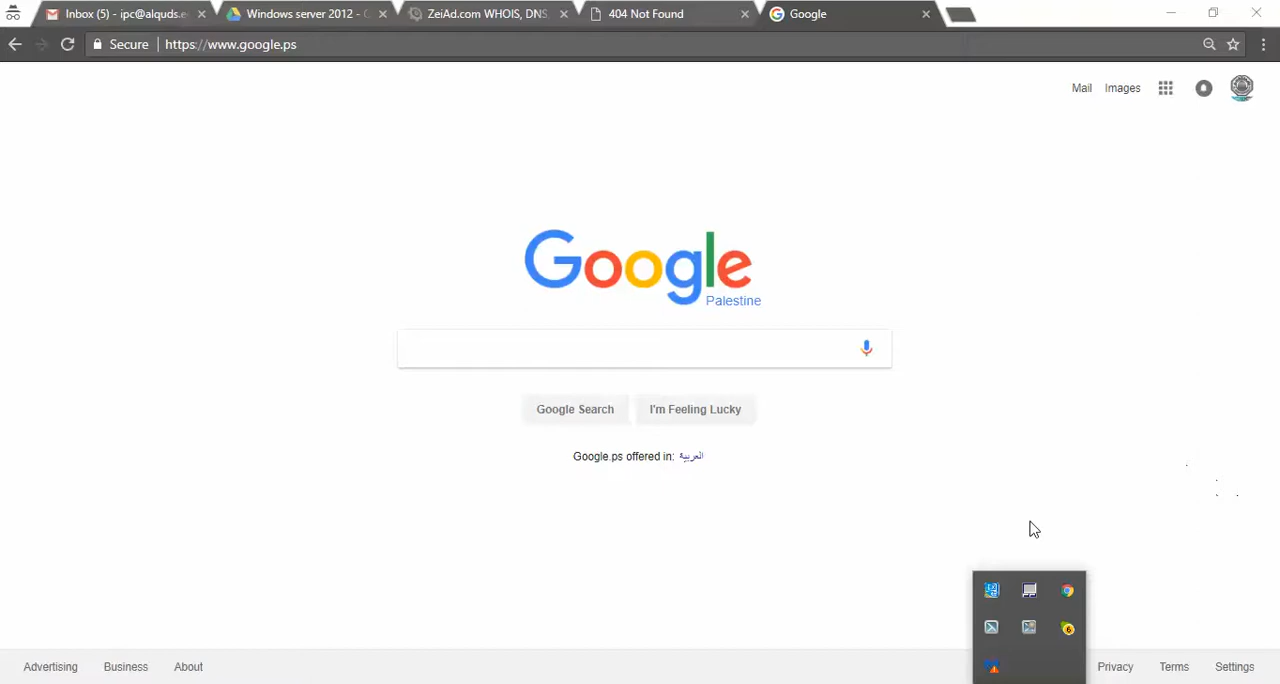 Inbox (5) - ipc@alquds.e
Windows server 2012 - G
ZeiAd.com WHOIS, DNS,
404 Not Found
Google
Secure
https://www.google.ps
Mail
Images
Google
Palestine
Google Search
I'm Feeling Lucky
Google.ps offered in: العربية
6
Advertising
Business
About
Privacy
Terms
Settings